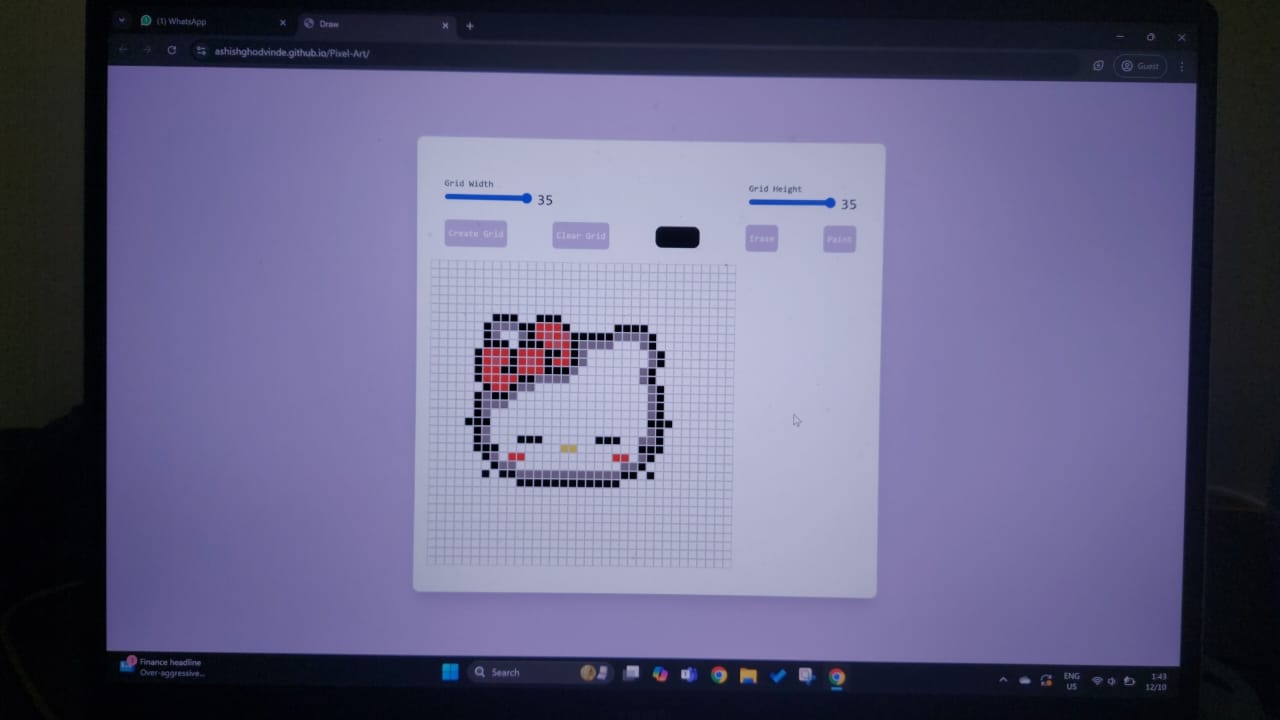 (1) WhatsApp
Draw
ashishghodvinde.github.io/Pixel-Art/
Guest
Grid Width
35
Grid Height
35
Create Grid
Clear Grid
Erase
Paint
Finance headline
Over-aggressive...
Search
ENG
US
1:43
12/10